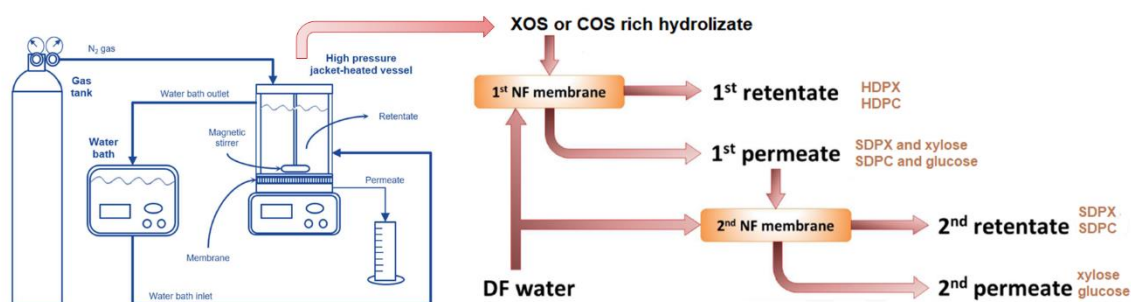 N₂ gas
Gas
tank
Water bath outlet
High pressure
jacket-heated vessel
Retentate
Magnetic
stirrer
Water
bath
Permeate
Membrane
Water bath inlet
XOS or COS rich hydrolizate
1st NF membrane
1st retentate
HDPX
HDPC
1st permeate
SDPX and xylose
SDPC and glucose
2nd NF membrane
2nd retentate
SDPX
SDPC
DF water
2nd permeate
xylose
glucose